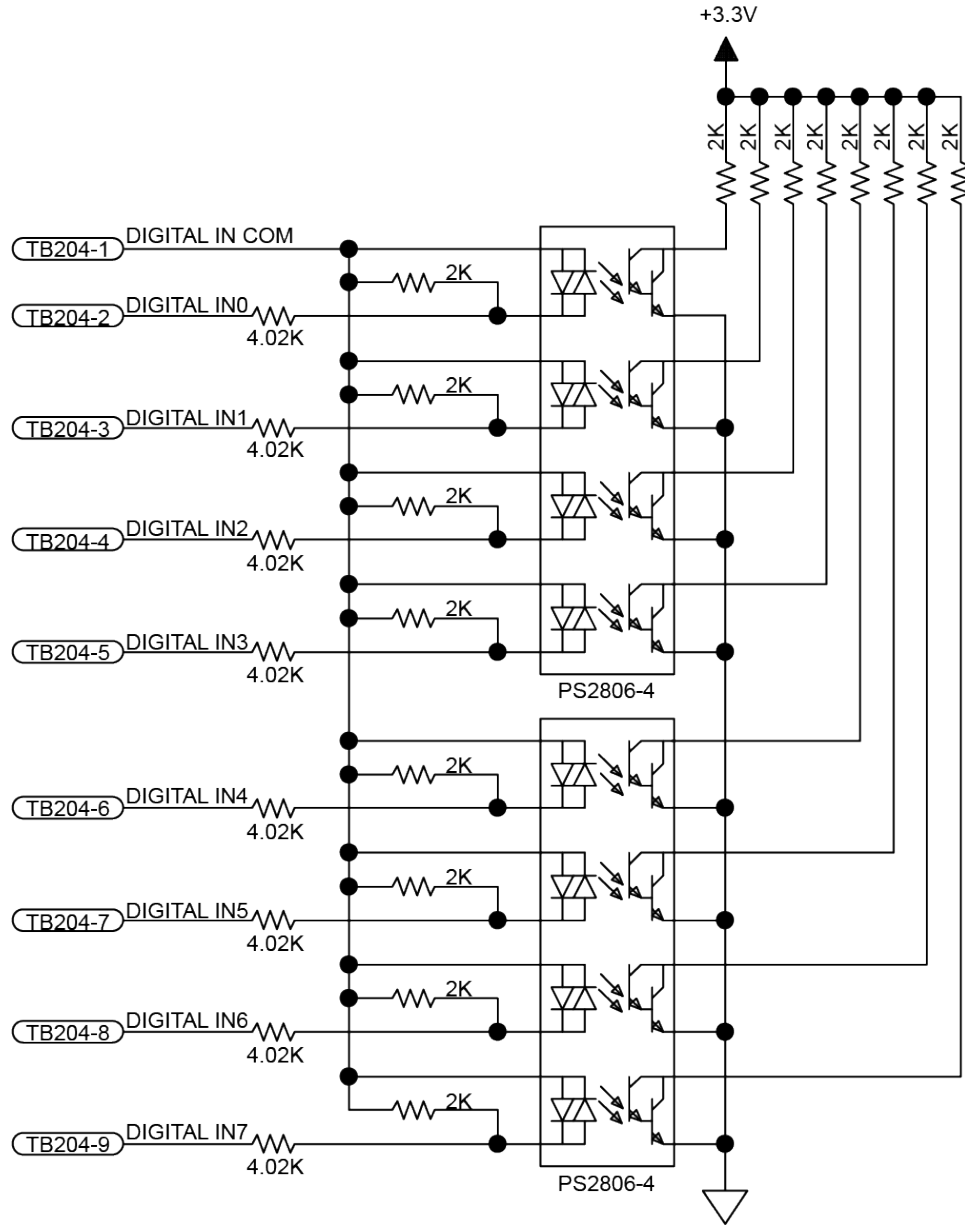 +3.3V
2K 2K 2K 2K 2K 2K 2K 2K
TB204-1 DIGITAL IN COM
2K
TB204-2 DIGITAL IN0
4.02K
2K
TB204-3 DIGITAL IN1
4.02K
2K
TB204-4 DIGITAL IN2
4.02K
2K
TB204-5 DIGITAL IN3
4.02K
PS2806-4
2K
TB204-6 DIGITAL IN4
4.02K
2K
TB204-7 DIGITAL IN5
4.02K
2K
TB204-8 DIGITAL IN6
4.02K
2K
TB204-9 DIGITAL IN7
4.02K
PS2806-4